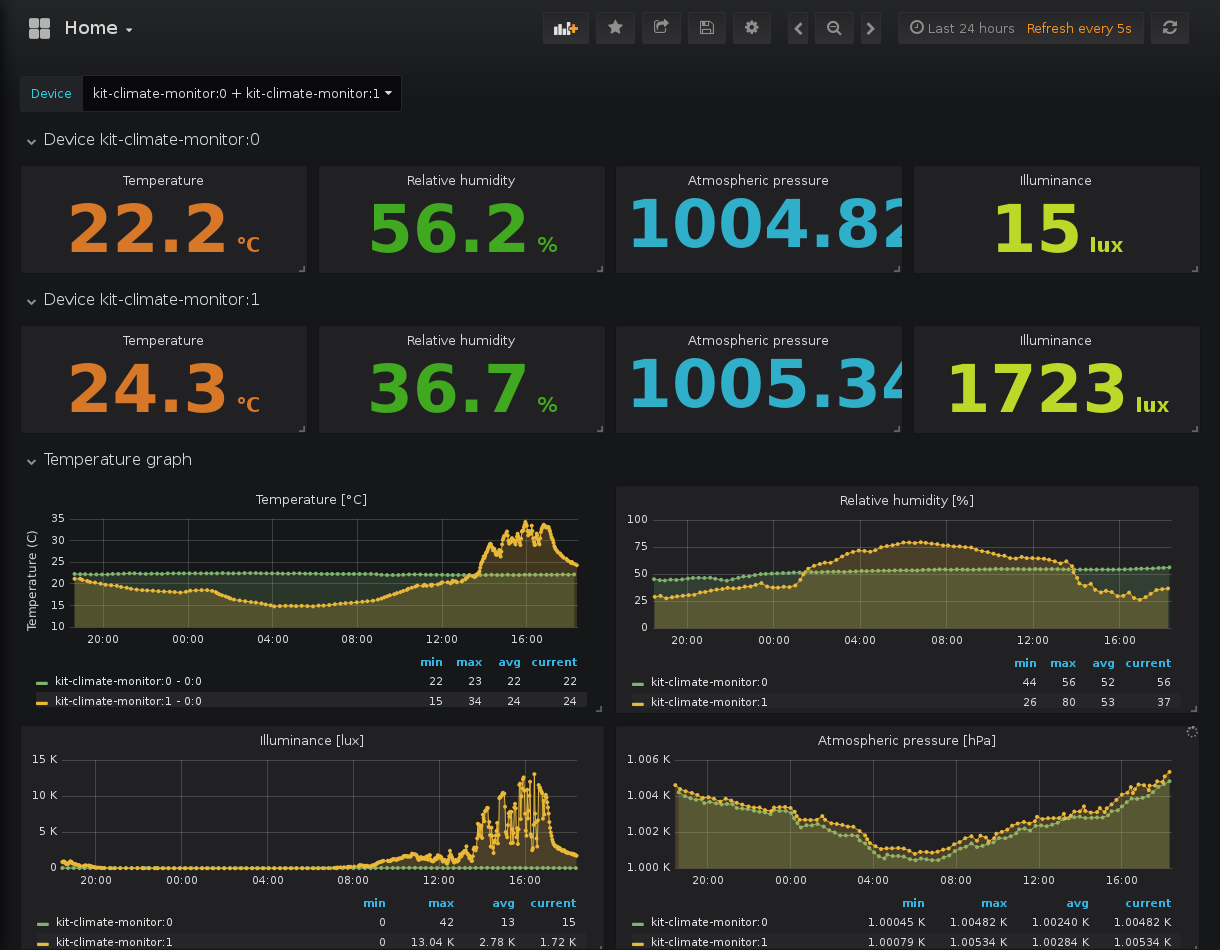 Home
Last 24 hours Refresh every 5s
Device kit-climate-monitor:0 + kit-climate-monitor:1
Device kit-climate-monitor:0
Temperature Relative humidity Atmospheric pressure Illuminance
22.2 °C 56.2 % 1004.82 15 lux
Device kit-climate-monitor:1
Temperature Relative humidity Atmospheric pressure Illuminance
24.3 °C 36.7 % 1005.34 1723 lux
Temperature graph
Temperature [°C]
Temperature (C)
35
30
25
20
15
10
20:00 00:00 04:00 08:00 12:00 16:00
min max avg current
kit-climate-monitor:0 - 0:0 22 23 22 22
kit-climate-monitor:1 - 0:0 15 34 24 24
Relative humidity [%]
100
75
50
25
0
20:00 00:00 04:00 08:00 12:00 16:00
min max avg current
kit-climate-monitor:0 44 56 52 56
kit-climate-monitor:1 26 80 53 37
Illuminance [lux]
15 K
10 K
5 K
0
20:00 00:00 04:00 08:00 12:00 16:00
min max avg current
kit-climate-monitor:0 0 42 13 15
kit-climate-monitor:1 0 13.04 K 2.78 K 1.72 K
Atmospheric pressure [hPa]
1.006 K
1.004 K
1.002 K
1.000 K
20:00 00:00 04:00 08:00 12:00 16:00
min max avg current
kit-climate-monitor:0 1.00045 K 1.00482 K 1.00240 K 1.00482 K
kit-climate-monitor:1 1.00079 K 1.00534 K 1.00284 K 1.00534 K